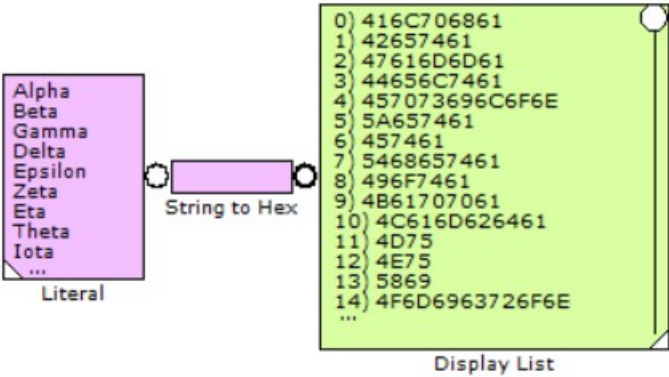 Alpha
Beta
Gamma
Delta
Epsilon
Zeta
Eta
Theta
Iota
...
Literal
String to Hex
0) 416C706861
1) 42657461
2) 47616D6D61
3) 44656C7461
4) 457073696C6F6E
5) 5A657461
6) 457461
7) 5468657461
8) 496F7461
9) 4B61707061
10) 4C616D626461
11) 4D75
12) 4E75
13) 5869
14) 4F6D6963726F6E
...
Display List